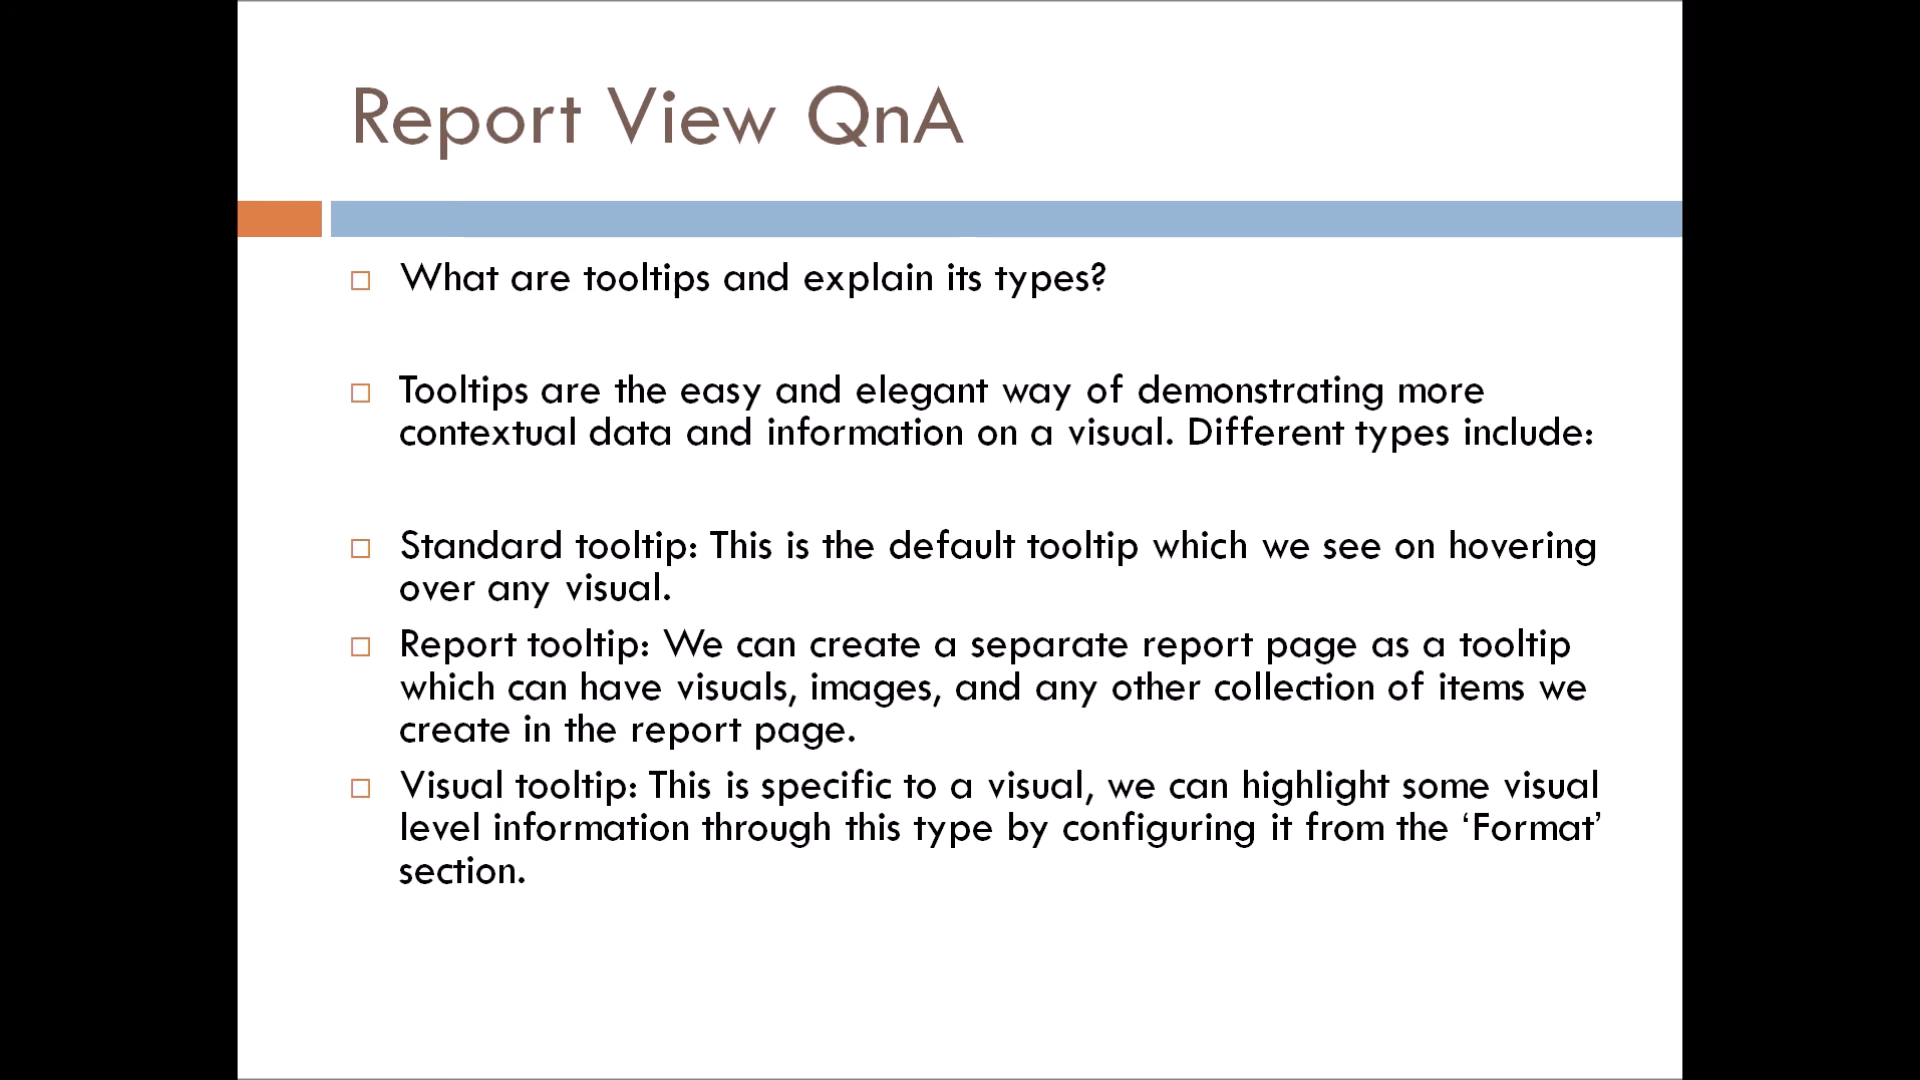 Report View QnA
What are tooltips and explain its types?
Tooltips are the easy and elegant way of demonstrating more
contextual data and information on a visual. Different types include:
Standard tooltip: This is the default tooltip which we see on hovering
over any visual.
Report tooltip: We can create a separate report page as a tooltip
which can have visuals, images, and any other collection of items we
create in the report page.
Visual tooltip: This is specific to a visual, we can highlight some visual
level information through this type by configuring it from the ‘Format’
section.